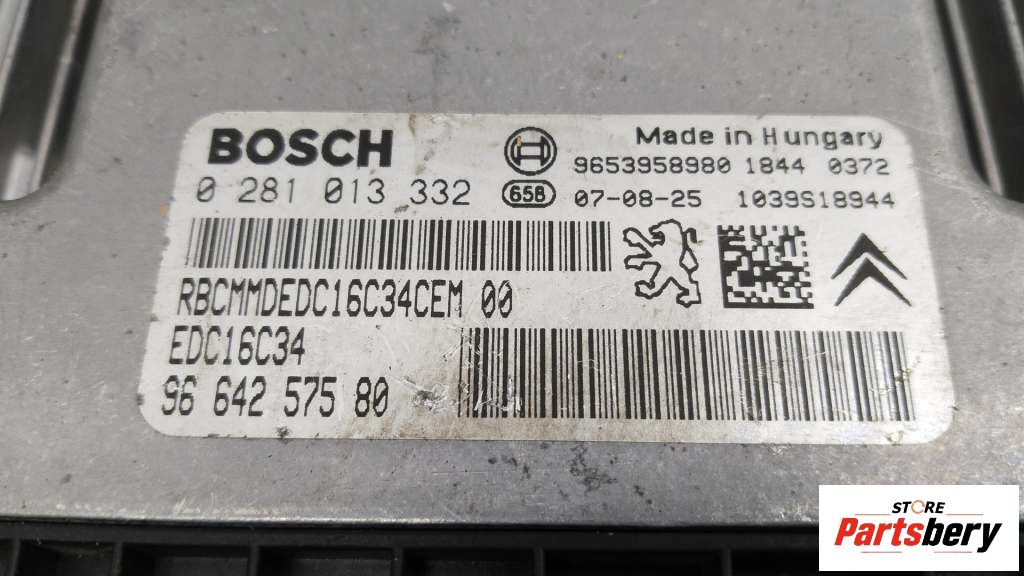 BOSCH
Made in Hungary
9653958980 1844 0372
0 281 013 332
658
07-08-25 1039S18944
RBCMMDEDC16C34CEM 00
EDC16C34
96 642 575 80
STORE
Partsbery